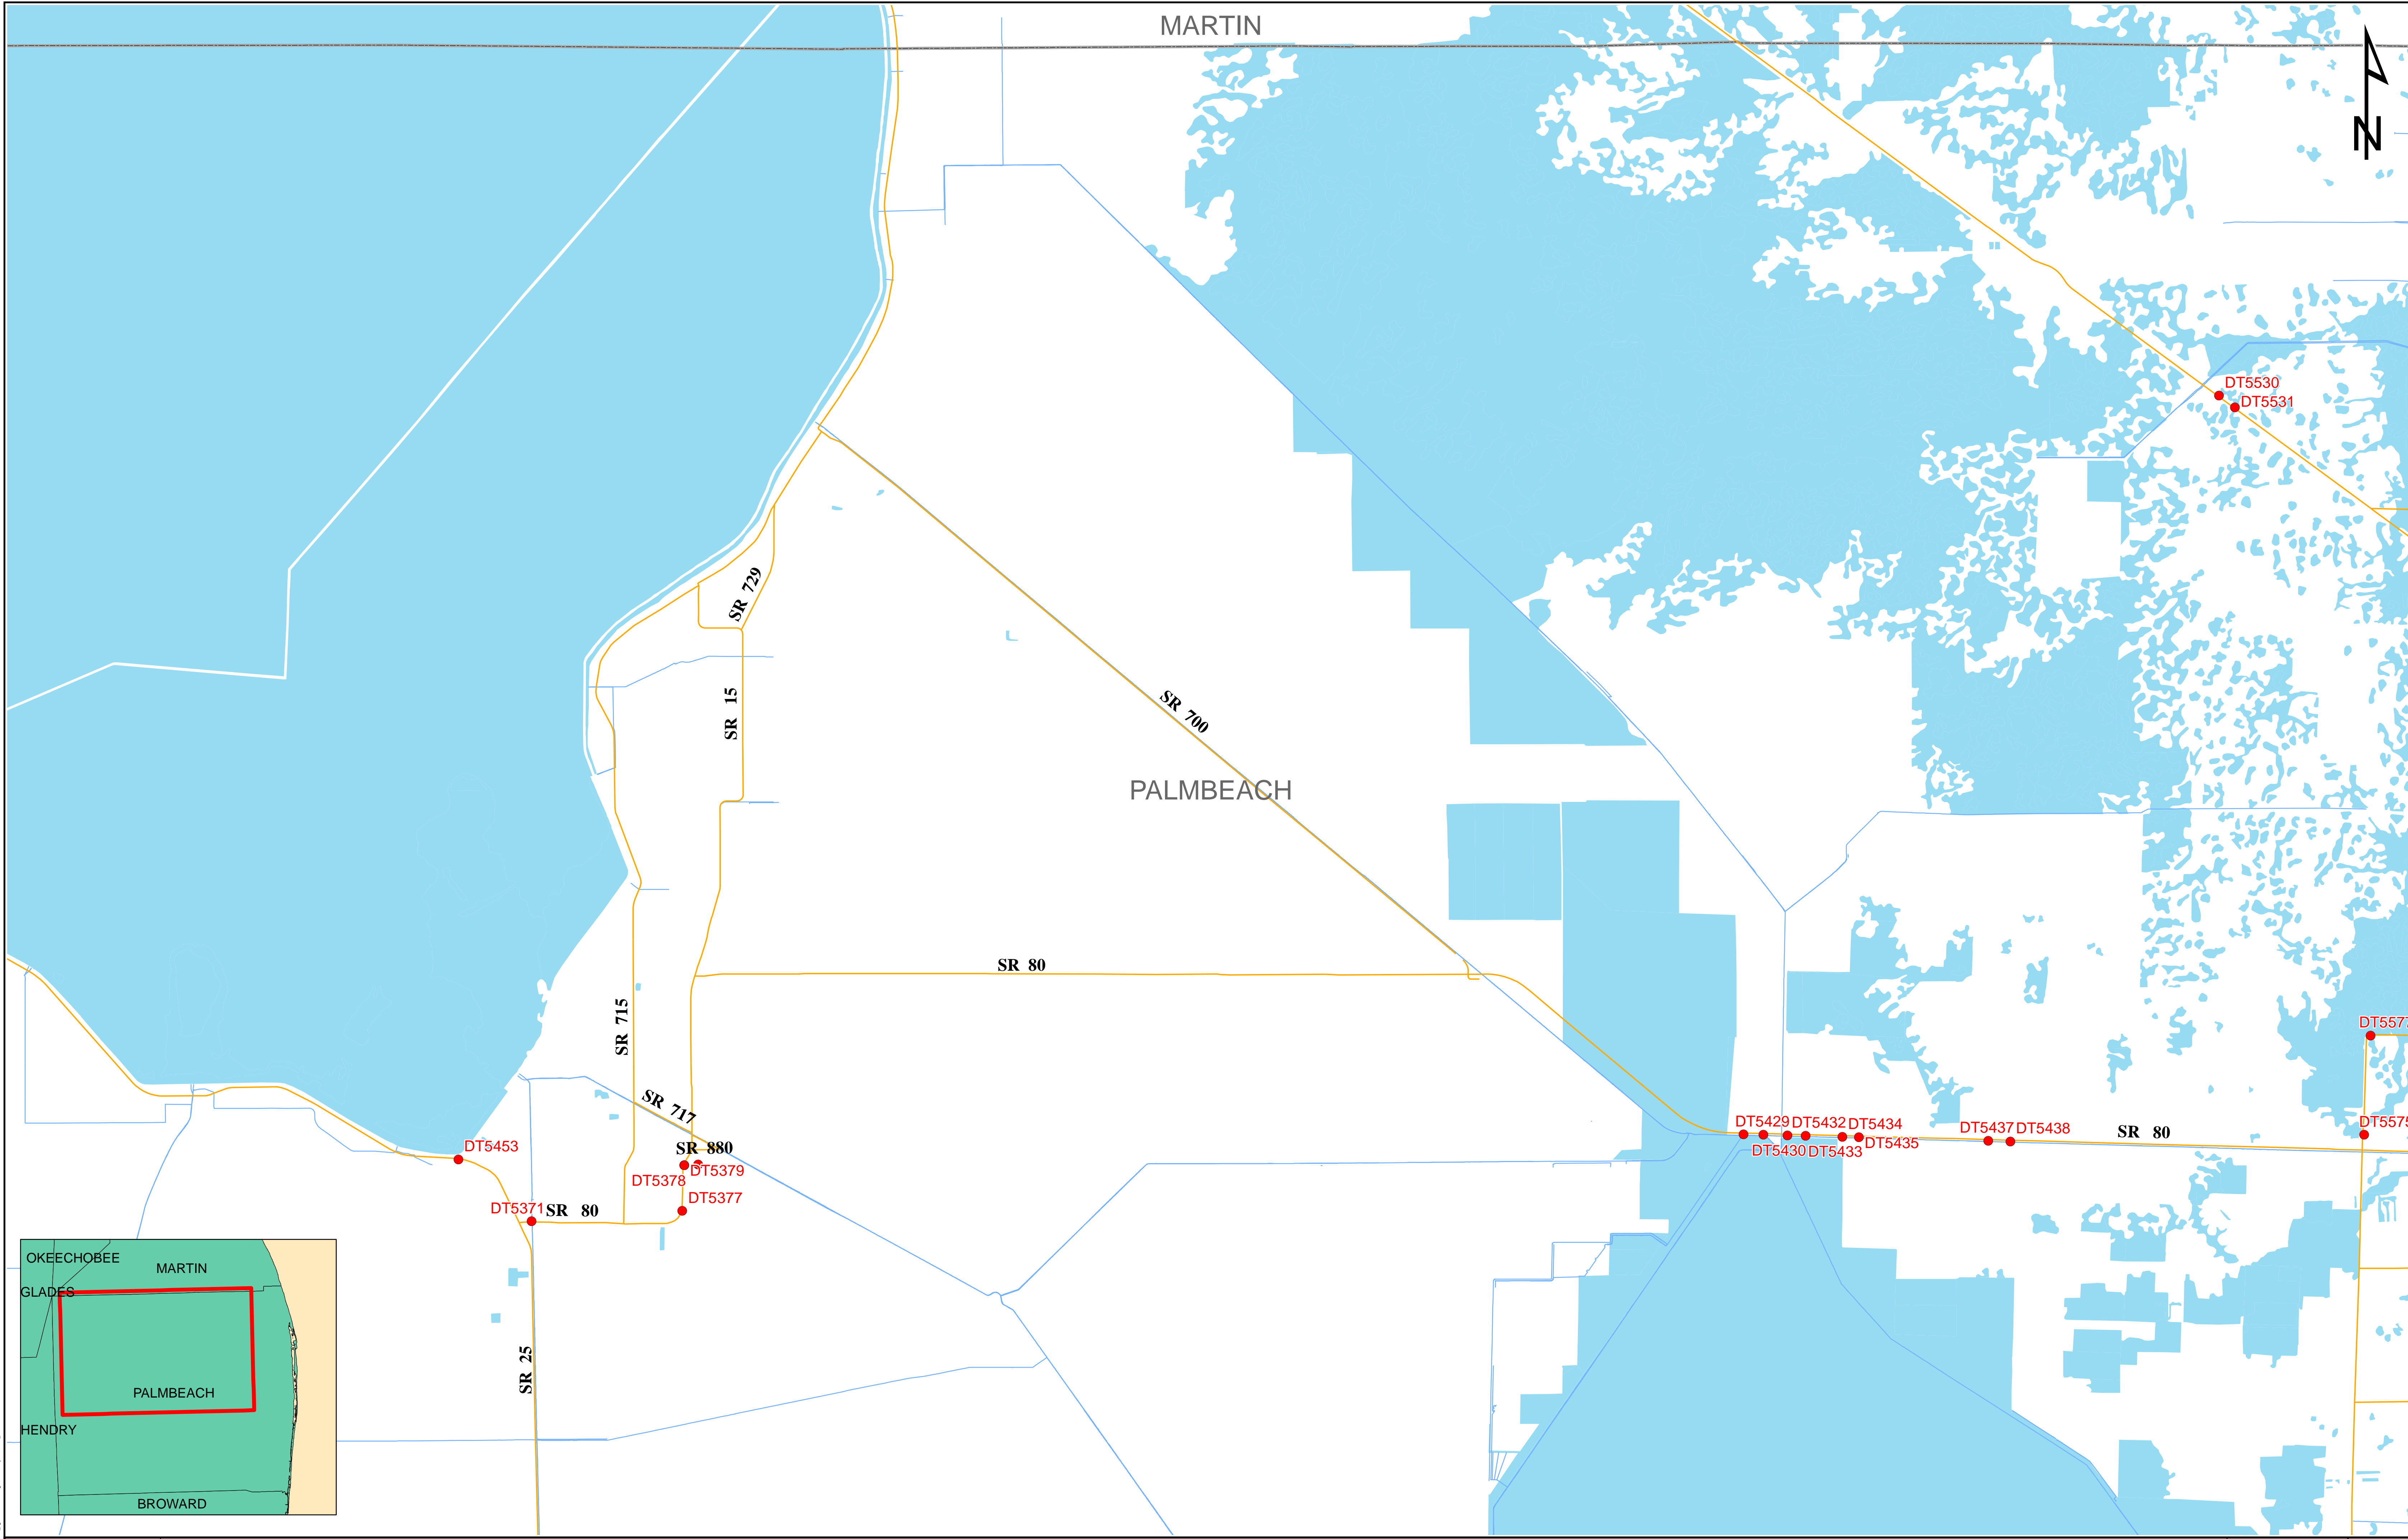 MARTIN
N
DT5530
DT5531
SR 729
SR 15
SR 700
PALMBEACH
SR 80
SR 715
DT5577
SR 717
DT5429
DT5432
DT5434
DT5437
DT5438
SR 80
DT5575
DT5430
DT5433
DT5435
DT5453
SR 880
DT5379
DT5378
DT5377
DT5371
SR 80
SR 25
OKEECHOBEE
MARTIN
GLADES
PALMBEACH
HENDRY
BROWARD